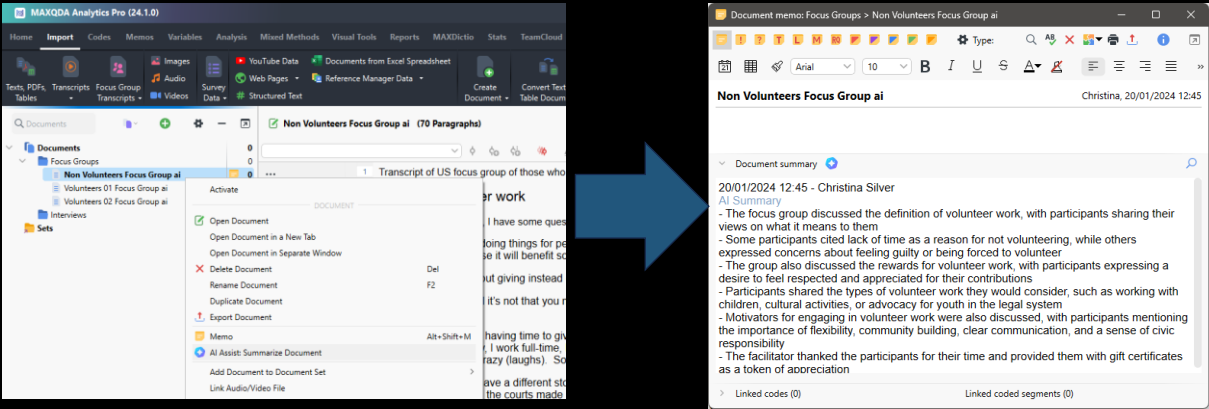 MAXQDA Analytics Pro (24.1.0)
Home Import Codes Memos Variables Analysis Mixed Methods Visual Tools Reports MAXDictio Stats TeamCloud
Texts, PDFs, Tables
Transcripts
Focus Group Transcripts
Images
Audio
Videos
Survey Data
YouTube Data
Web Pages
Structured Text
Documents from Excel Spreadsheet
Reference Manager Data
Create Document
Convert Text
Table Docum
Documents
Non Volunteers Focus Group ai (70 Paragraphs)
Documents 0
Focus Groups 0
Non Volunteers Focus Group ai 0
Volunteers 01 Focus Group ai
Volunteers 02 Focus Group ai
Interviews
Sets
1 Transcript of US focus group of those who
er work
I have some ques
doing things for pe
se it will benefit so
out giving instead
it's not that you
having time to giv
I work full-time,
razy (laughs). So
ave a different sto
the courts made
Activate
DOCUMENT
Open Document
Open Document in a New Tab
Open Document in Separate Window
Delete Document Del
Rename Document F2
Duplicate Document
Export Document
Memo Alt+Shift+M
AI Assist: Summarize Document
Add Document to Document Set
Link Audio/Video File
Document memo: Focus Groups > Non Volunteers Focus Group ai
! ? T L M RQ Type:
Arial 10 B I U S A
Non Volunteers Focus Group ai Christina, 20/01/2024 12:45
Document summary
20/01/2024 12:45 - Christina Silver
AI Summary
- The focus group discussed the definition of volunteer work, with participants sharing their
views on what it means to them
- Some participants cited lack of time as a reason for not volunteering, while others
expressed concerns about feeling guilty or being forced to volunteer
- The group also discussed the rewards for volunteer work, with participants expressing a
desire to feel respected and appreciated for their contributions
- Participants shared the types of volunteer work they would consider, such as working with
children, cultural activities, or advocacy for youth in the legal system
- Motivators for engaging in volunteer work were also discussed, with participants mentioning
the importance of flexibility, community building, clear communication, and a sense of civic
responsibility
- The facilitator thanked the participants for their time and provided them with gift certificates
as a token of appreciation
Linked codes (0) Linked coded segments (0)